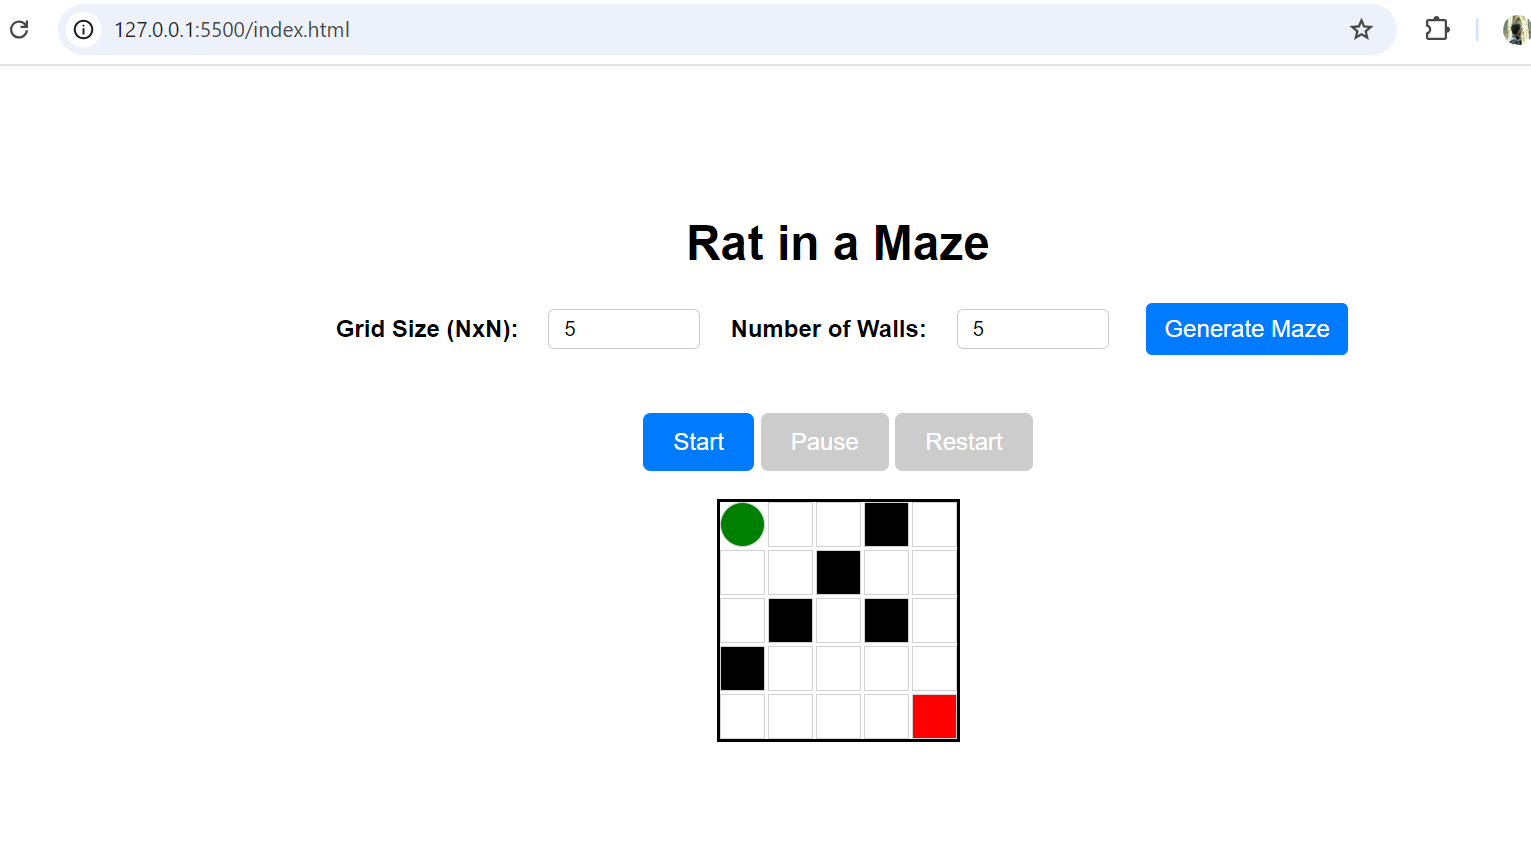 127.0.0.1:5500/index.html
Rat in a Maze
Grid Size (NxN): 5 Number of Walls: 5 Generate Maze
Start Pause Restart